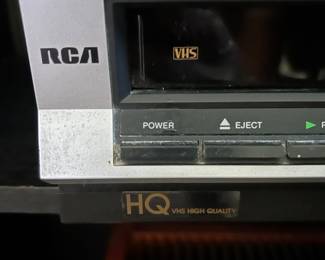 RCA
VHS
POWER EJECT
HQ VHS HIGH QUALITY